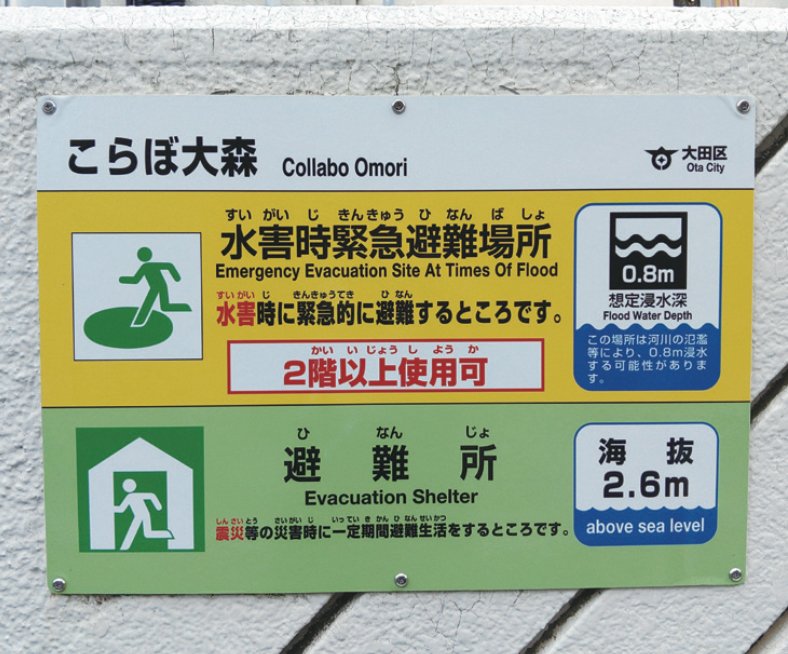 こらぼ大森 Collabo Omori
大田区
Ota City
すい がい じ きんきゅう ひ なん ば しょ
水害時緊急避難場所
Emergency Evacuation Site At Times Of Flood
すいがい じ きんきゅうてき ひ なん
水害時に緊急的に避難するところです。
かい い じょう し よう か
2階以上使用可
0.8m
想定浸水深
Flood Water Depth
この場所は河川の氾濫
等により、0.8m浸水
する可能性がありま
す。
ひ なん じょ
避難所
Evacuation Shelter
しんさいとう さいがい じ いってい き かん ひ なんせいかつ
震災等の災害時に一定期間避難生活をするところです。
海抜
2.6m
above sea level